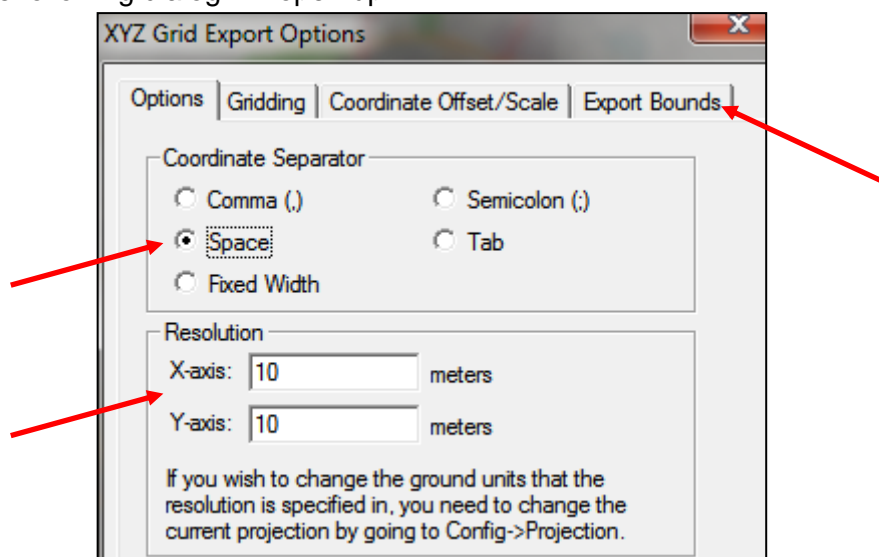 XYZ Grid Export Options
X
Options Gridding Coordinate Offset/Scale Export Bounds
Coordinate Separator
Comma (,) Semicolon (;)
Space Tab
Fixed Width
Resolution
X-axis: 10 meters
Y-axis: 10 meters
If you wish to change the ground units that the
resolution is specified in, you need to change the
current projection by going to Config->Projection.